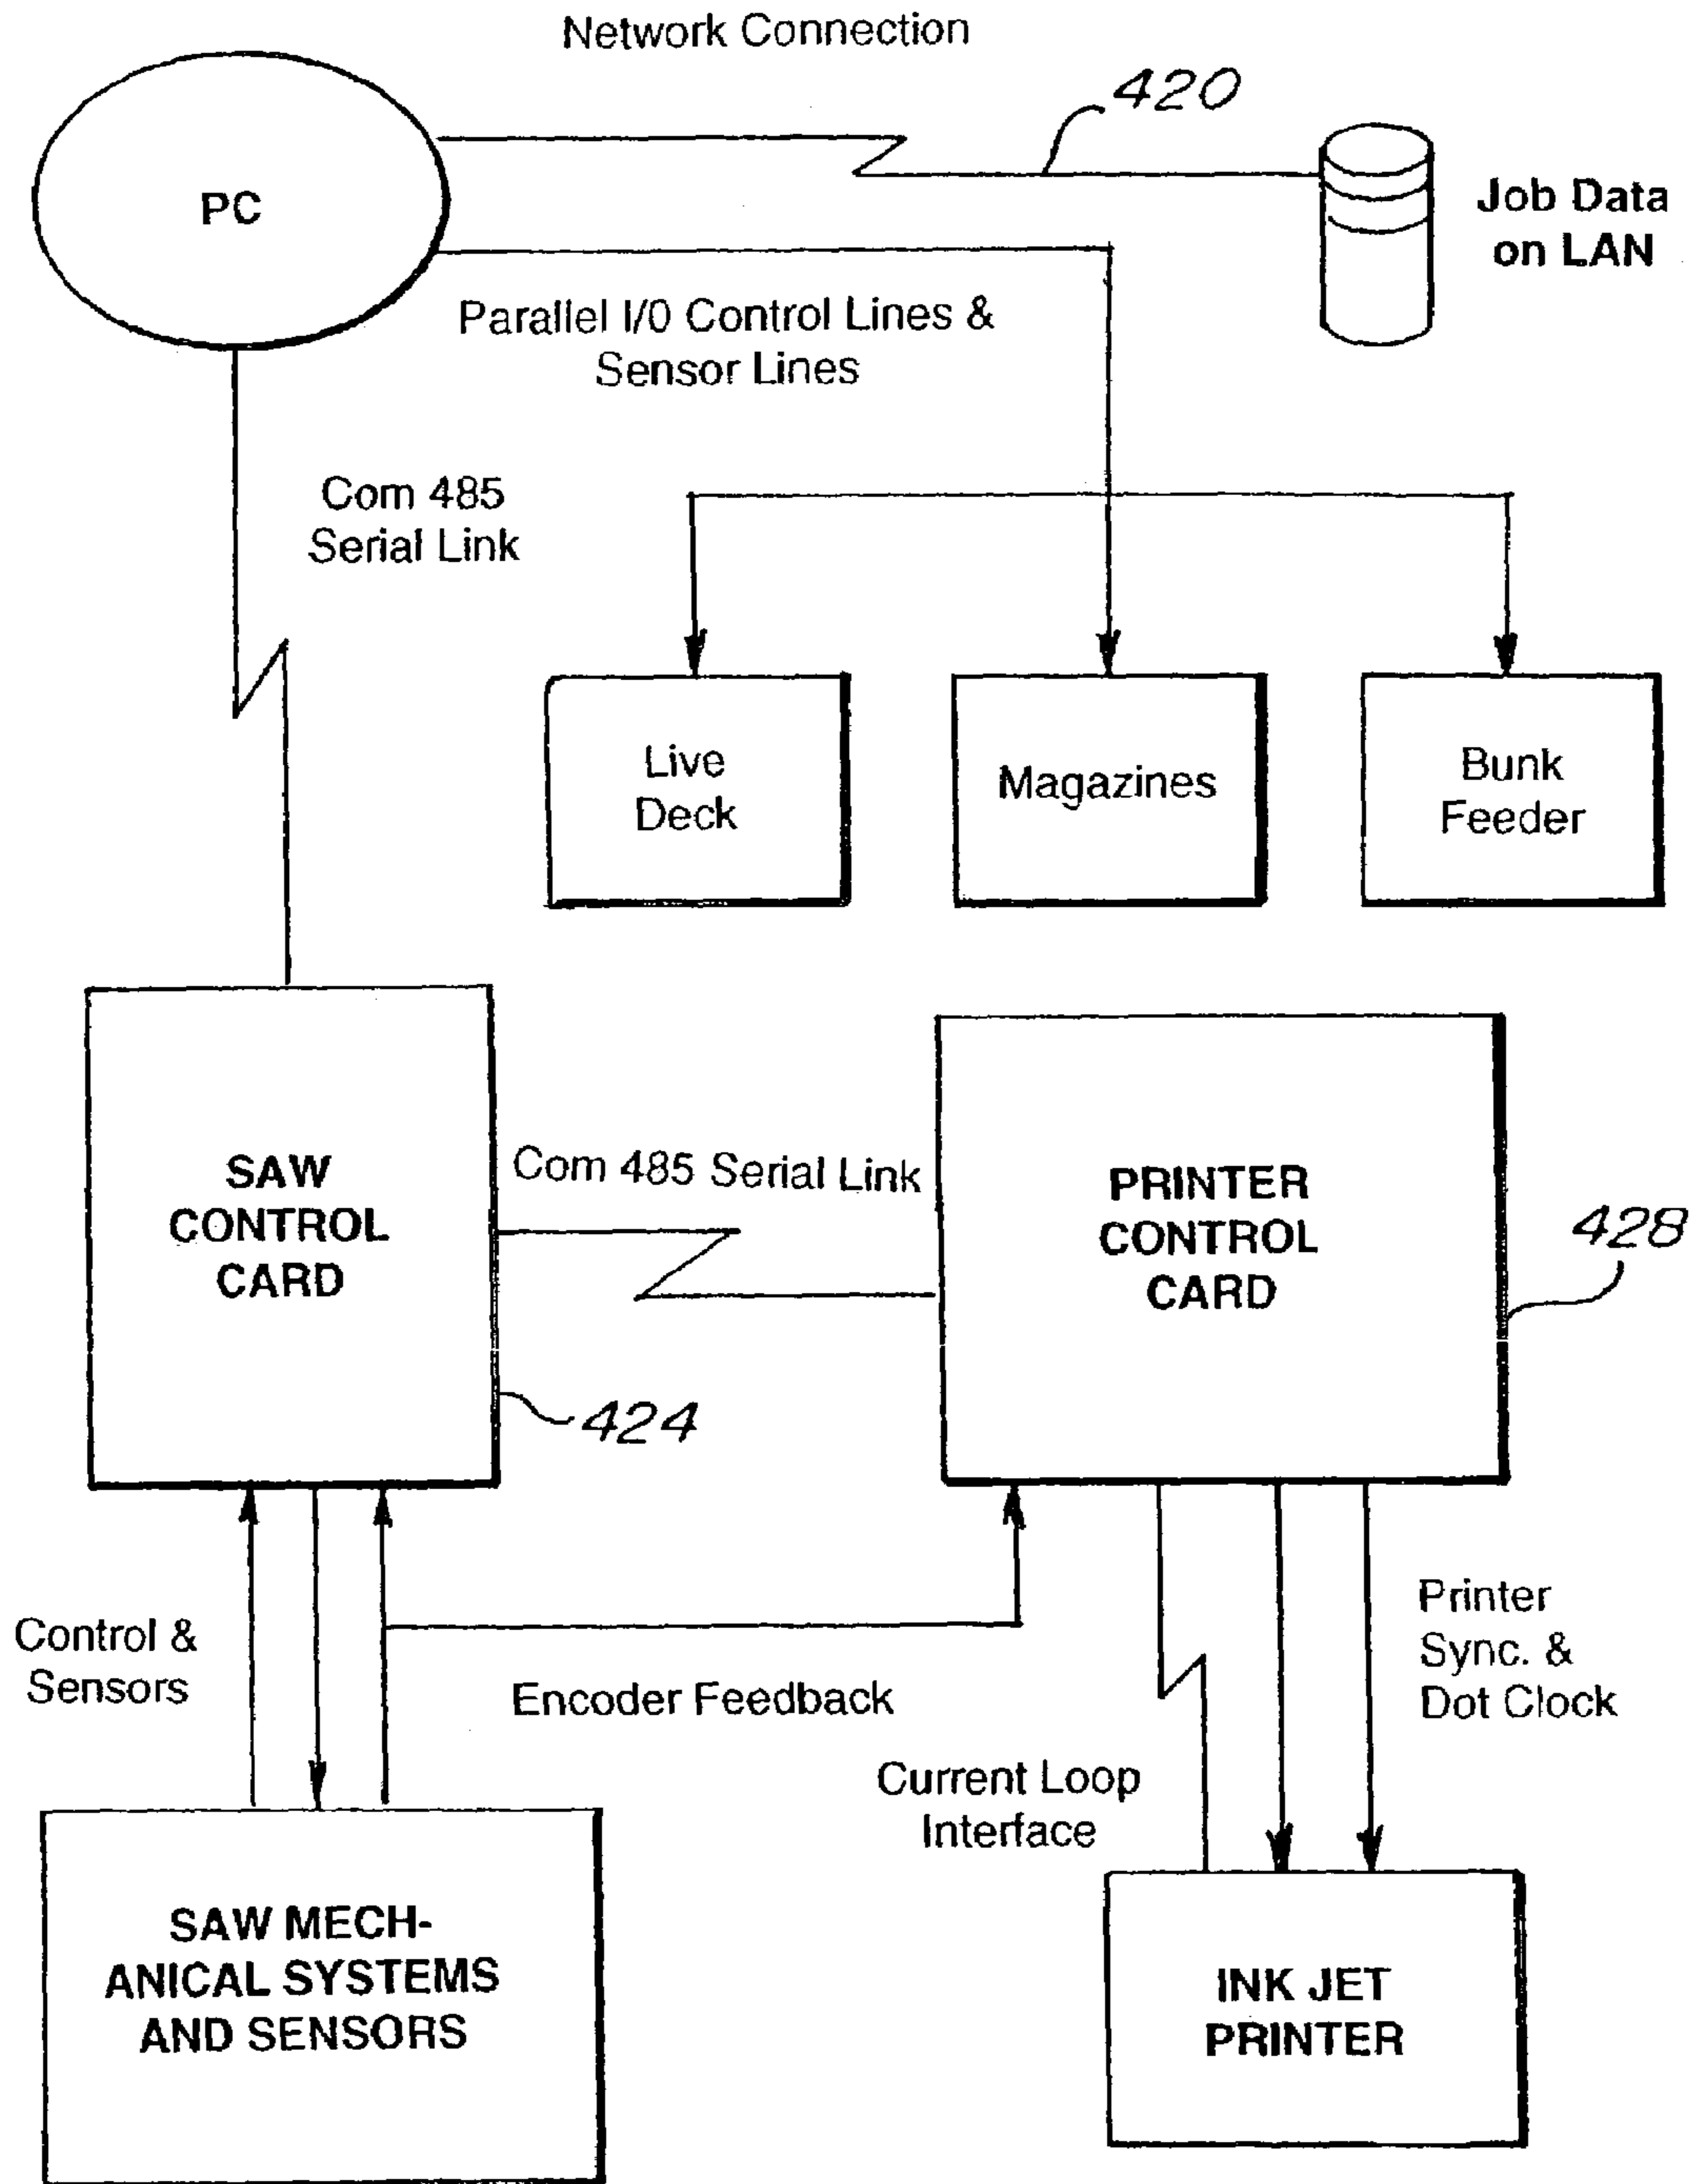 Network Connection
420
PC
Job Data
on LAN
Parallel I/0 Control Lines &
Sensor Lines
Com 485
Serial Link
Live
Deck
Magazines
Bunk
Feeder
SAW
CONTROL
CARD
Com 485 Serial Link
PRINTER
CONTROL
CARD
428
424
Control &
Sensors
Encoder Feedback
Printer
Sync. &
Dot Clock
Current Loop
Interface
SAW MECH-
ANICAL SYSTEMS
AND SENSORS
INK JET
PRINTER